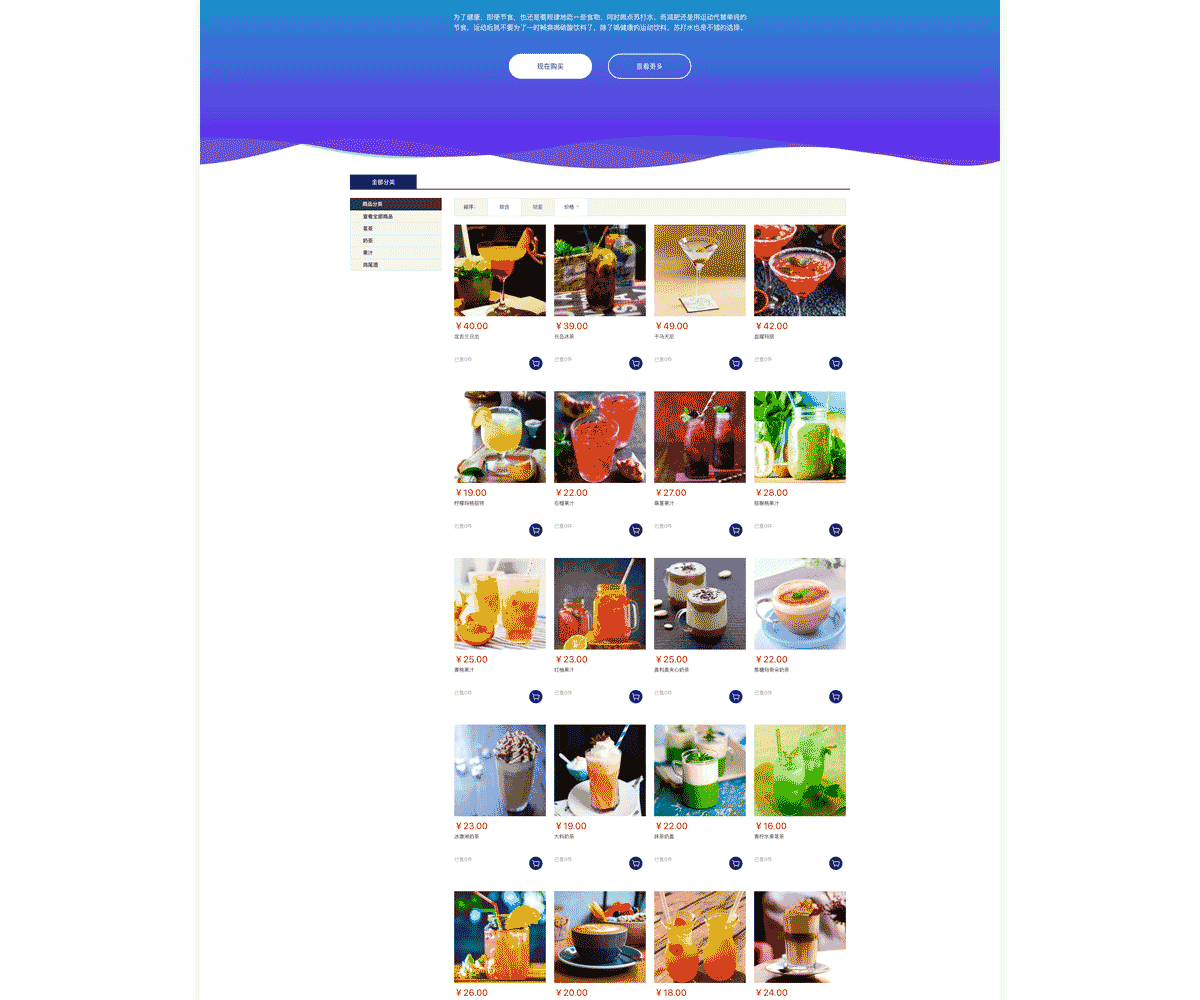 为了健康，即便节食，也还是要规律地吃一些食物，同时喝点苏打水。而减肥还是用运动代替单纯的
节食，运动后就不要为了一时畅爽喝碳酸饮料了，除了喝健康的运动饮料，苏打水也是不错的选择。
现在购买
查看更多
全部分类
商品分类
查看全部商品
茗茶
奶茶
果汁
鸡尾酒
排序： 综合 销量 价格
￥40.00 ￥39.00 ￥49.00 ￥42.00
龙舌兰日出 长岛冰茶 干马天尼 血腥玛丽
已售0件 已售0件 已售0件 已售0件
￥19.00 ￥22.00 ￥27.00 ￥28.00
柠檬玛格丽特 石榴果汁 桑葚果汁 猕猴桃果汁
已售0件 已售0件 已售0件 已售0件
￥25.00 ￥23.00 ￥25.00 ￥22.00
蜜桃果汁 红柚果汁 奥利奥夹心奶茶 焦糖玛奇朵奶茶
已售0件 已售0件 已售0件 已售0件
￥23.00 ￥19.00 ￥22.00 ￥16.00
冰激淋奶茶 大料奶茶 抹茶奶盖 青柠水果茗茶
已售0件 已售0件 已售0件 已售0件
￥26.00 ￥20.00 ￥18.00 ￥24.00